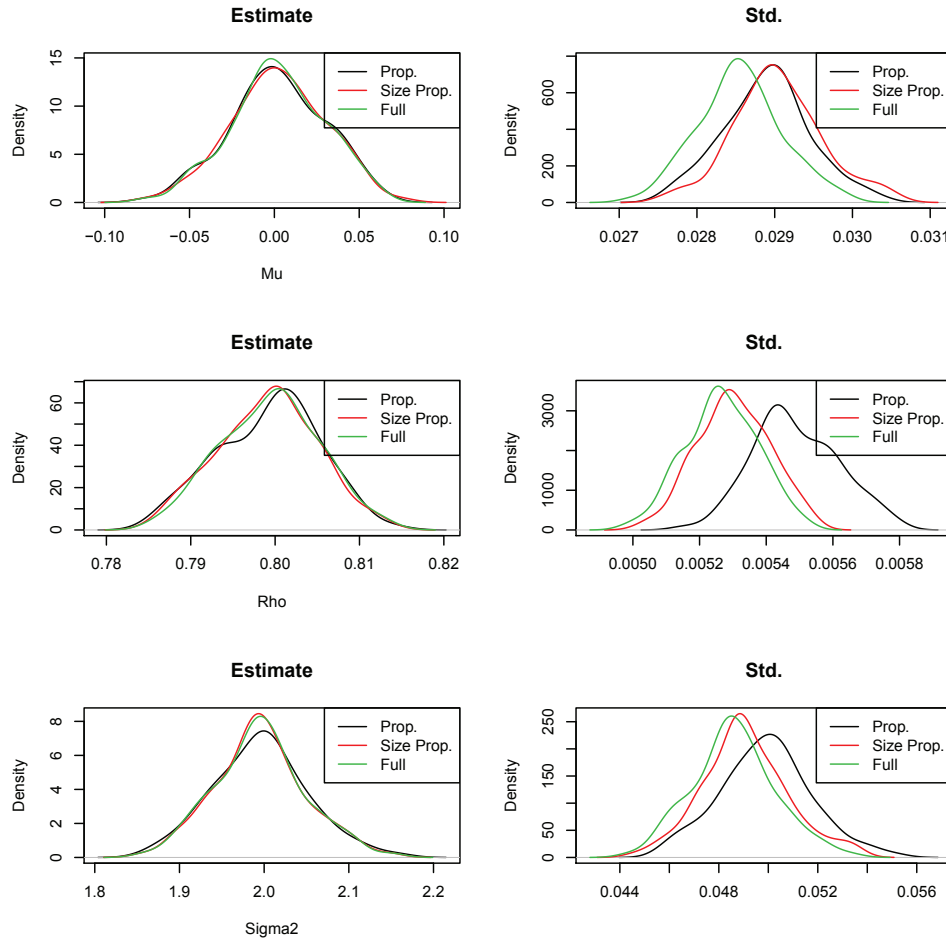 Estimate
Density
0 5 10 15
−0.10 −0.05 0.00 0.05 0.10
Mu
Prop.
Size Prop.
Full
Std.
Density
0 200 600
0.027 0.028 0.029 0.030 0.031
Prop.
Size Prop.
Full
Estimate
Density
0 20 40 60
0.78 0.79 0.80 0.81 0.82
Rho
Prop.
Size Prop.
Full
Std.
Density
0 1000 3000
0.0050 0.0052 0.0054 0.0056 0.0058
Prop.
Size Prop.
Full
Estimate
Density
0 2 4 6 8
1.8 1.9 2.0 2.1 2.2
Sigma2
Prop.
Size Prop.
Full
Std.
Density
0 50 150 250
0.044 0.048 0.052 0.056
Prop.
Size Prop.
Full